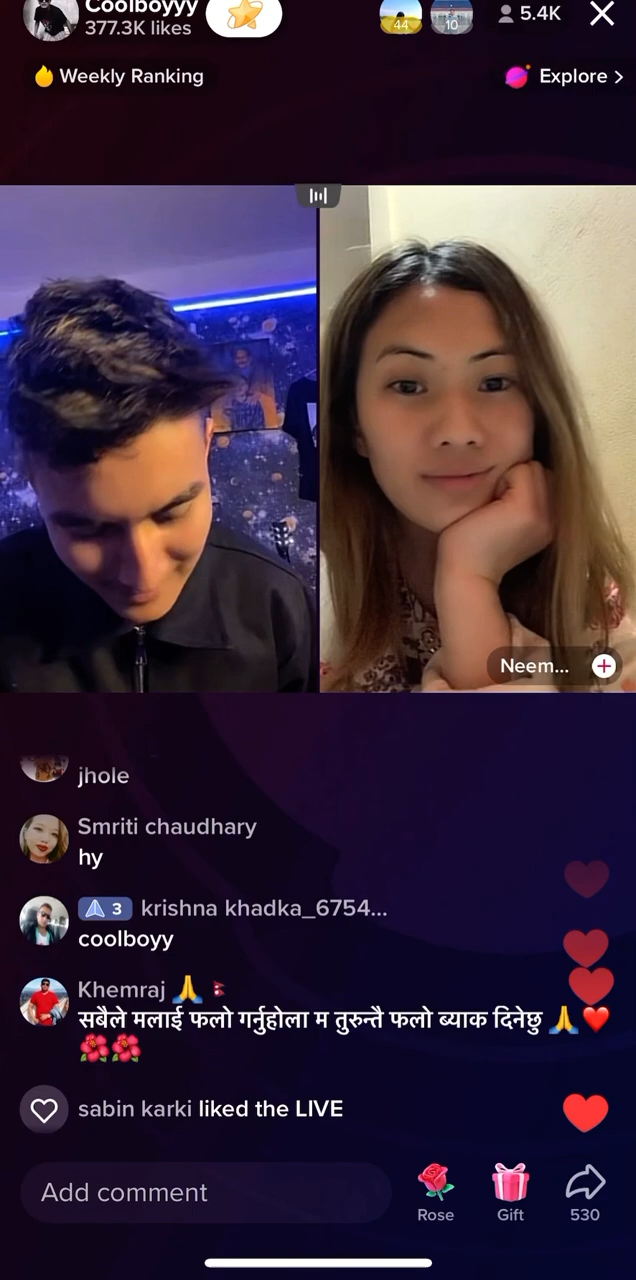 Coolboyyy
377.3K likes
44
10
5.4K
Weekly Ranking
Explore
Neem...
jhole
Smriti chaudhary
hy
3 krishna khadka_6754...
coolboyy
Khemraj 🙏 🇳🇵
सबैले मलाई फलो गर्नुहोला म तुरुन्तै फलो ब्याक दिनेछु 🙏❤️
🌺🌺
sabin karki liked the LIVE
Add comment
Rose
Gift
530